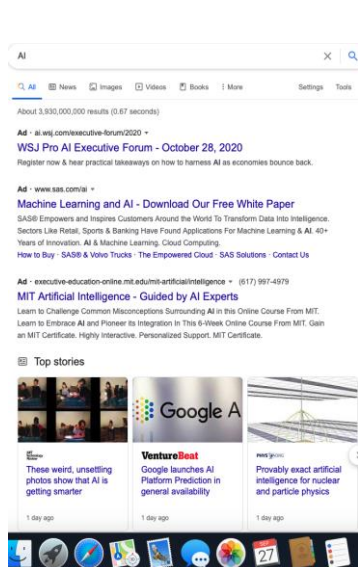 AI
All News Images Videos Books More Settings Tools
About 3,930,000,000 results (0.67 seconds)
Ad · ai.wsj.com/executive-forum/2020
WSJ Pro AI Executive Forum - October 28, 2020
Register now & hear practical takeaways on how to harness AI as economies bounce back.
Ad · www.sas.com/ai
Machine Learning and AI - Download Our Free White Paper
SAS® Empowers and Inspires Customers Around the World To Transform Data Into Intelligence.
Sectors Like Retail, Sports & Banking Have Found Applications For Machine Learning & AI. 40+
Years of Innovation. AI & Machine Learning. Cloud Computing.
How to Buy · SAS® & Volvo Trucks · The Empowered Cloud · SAS Solutions · Contact Us
Ad · executive-education-online.mit.edu/mit-artificial/intelligence (617) 997-4979
MIT Artificial Intelligence - Guided by AI Experts
Learn to Challenge Common Misconceptions Surrounding AI in this Online Course From MIT.
Learn to Embrace AI and Pioneer its Integration In This 6-Week Online Course From MIT. Gain
an MIT Certificate. Highly Interactive. Personalized Support. MIT Certificate.
Top stories
Google A
MIT Technology Review
VentureBeat
PHYS ORG
These weird, unsettling
photos show that AI is
getting smarter
Google launches AI
Platform Prediction in
general availability
Provably exact artificial
intelligence for nuclear
and particle physics
1 day ago
1 day ago
1 day ago
27